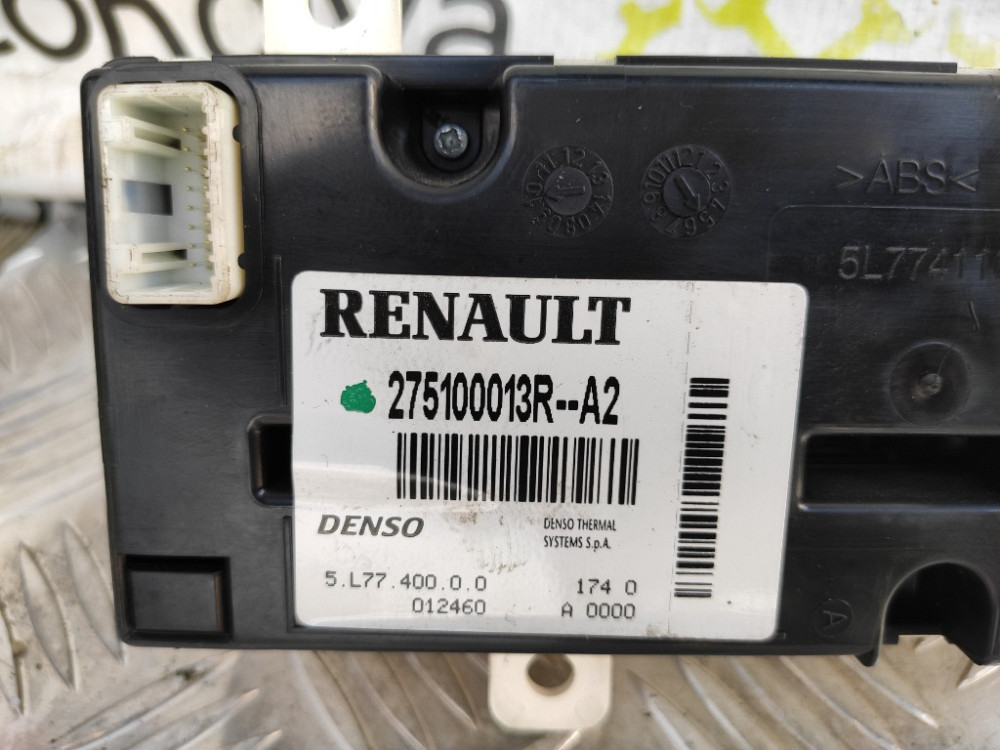 >ABS<
RENAULT
275100013R--A2
DENSO
DENSO THERMAL
SYSTEMS S.p.A.
5.L77.400.0.0 174 0
012460 A 0000
A